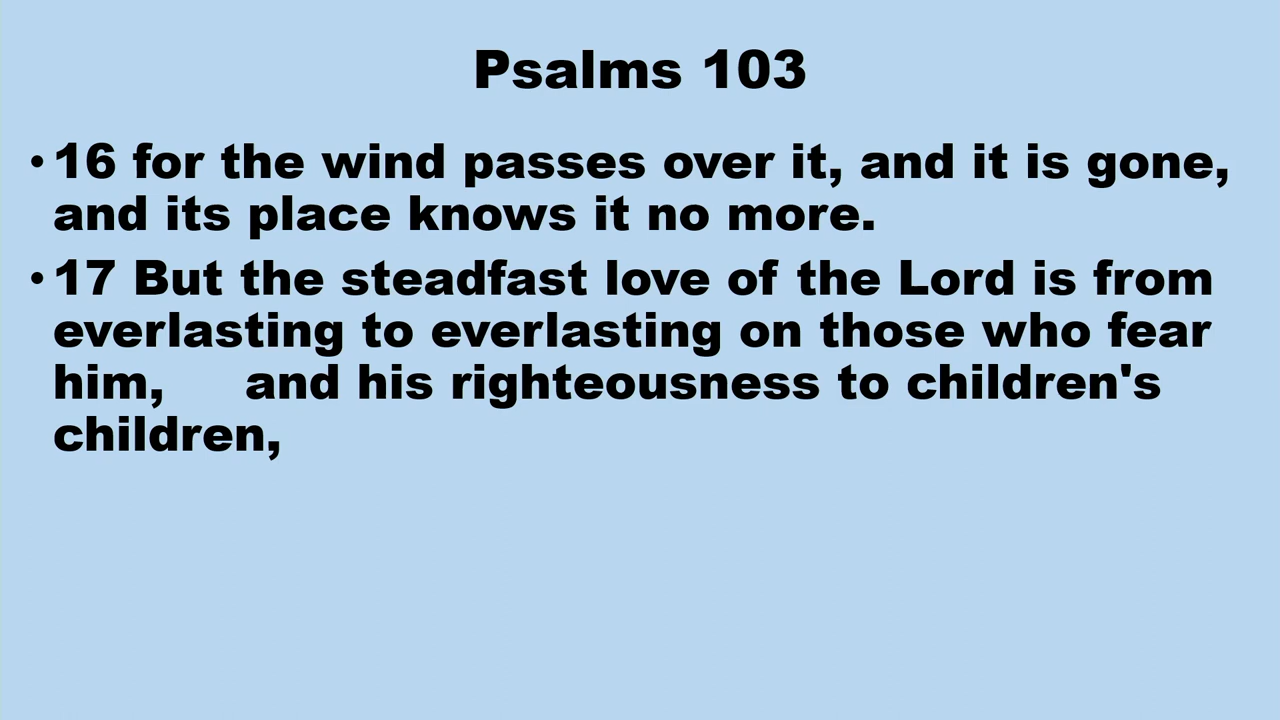 Psalms 103
•16 for the wind passes over it, and it is gone,
and its place knows it no more.
•17 But the steadfast love of the Lord is from
everlasting to everlasting on those who fear
him,     and his righteousness to children's
children,